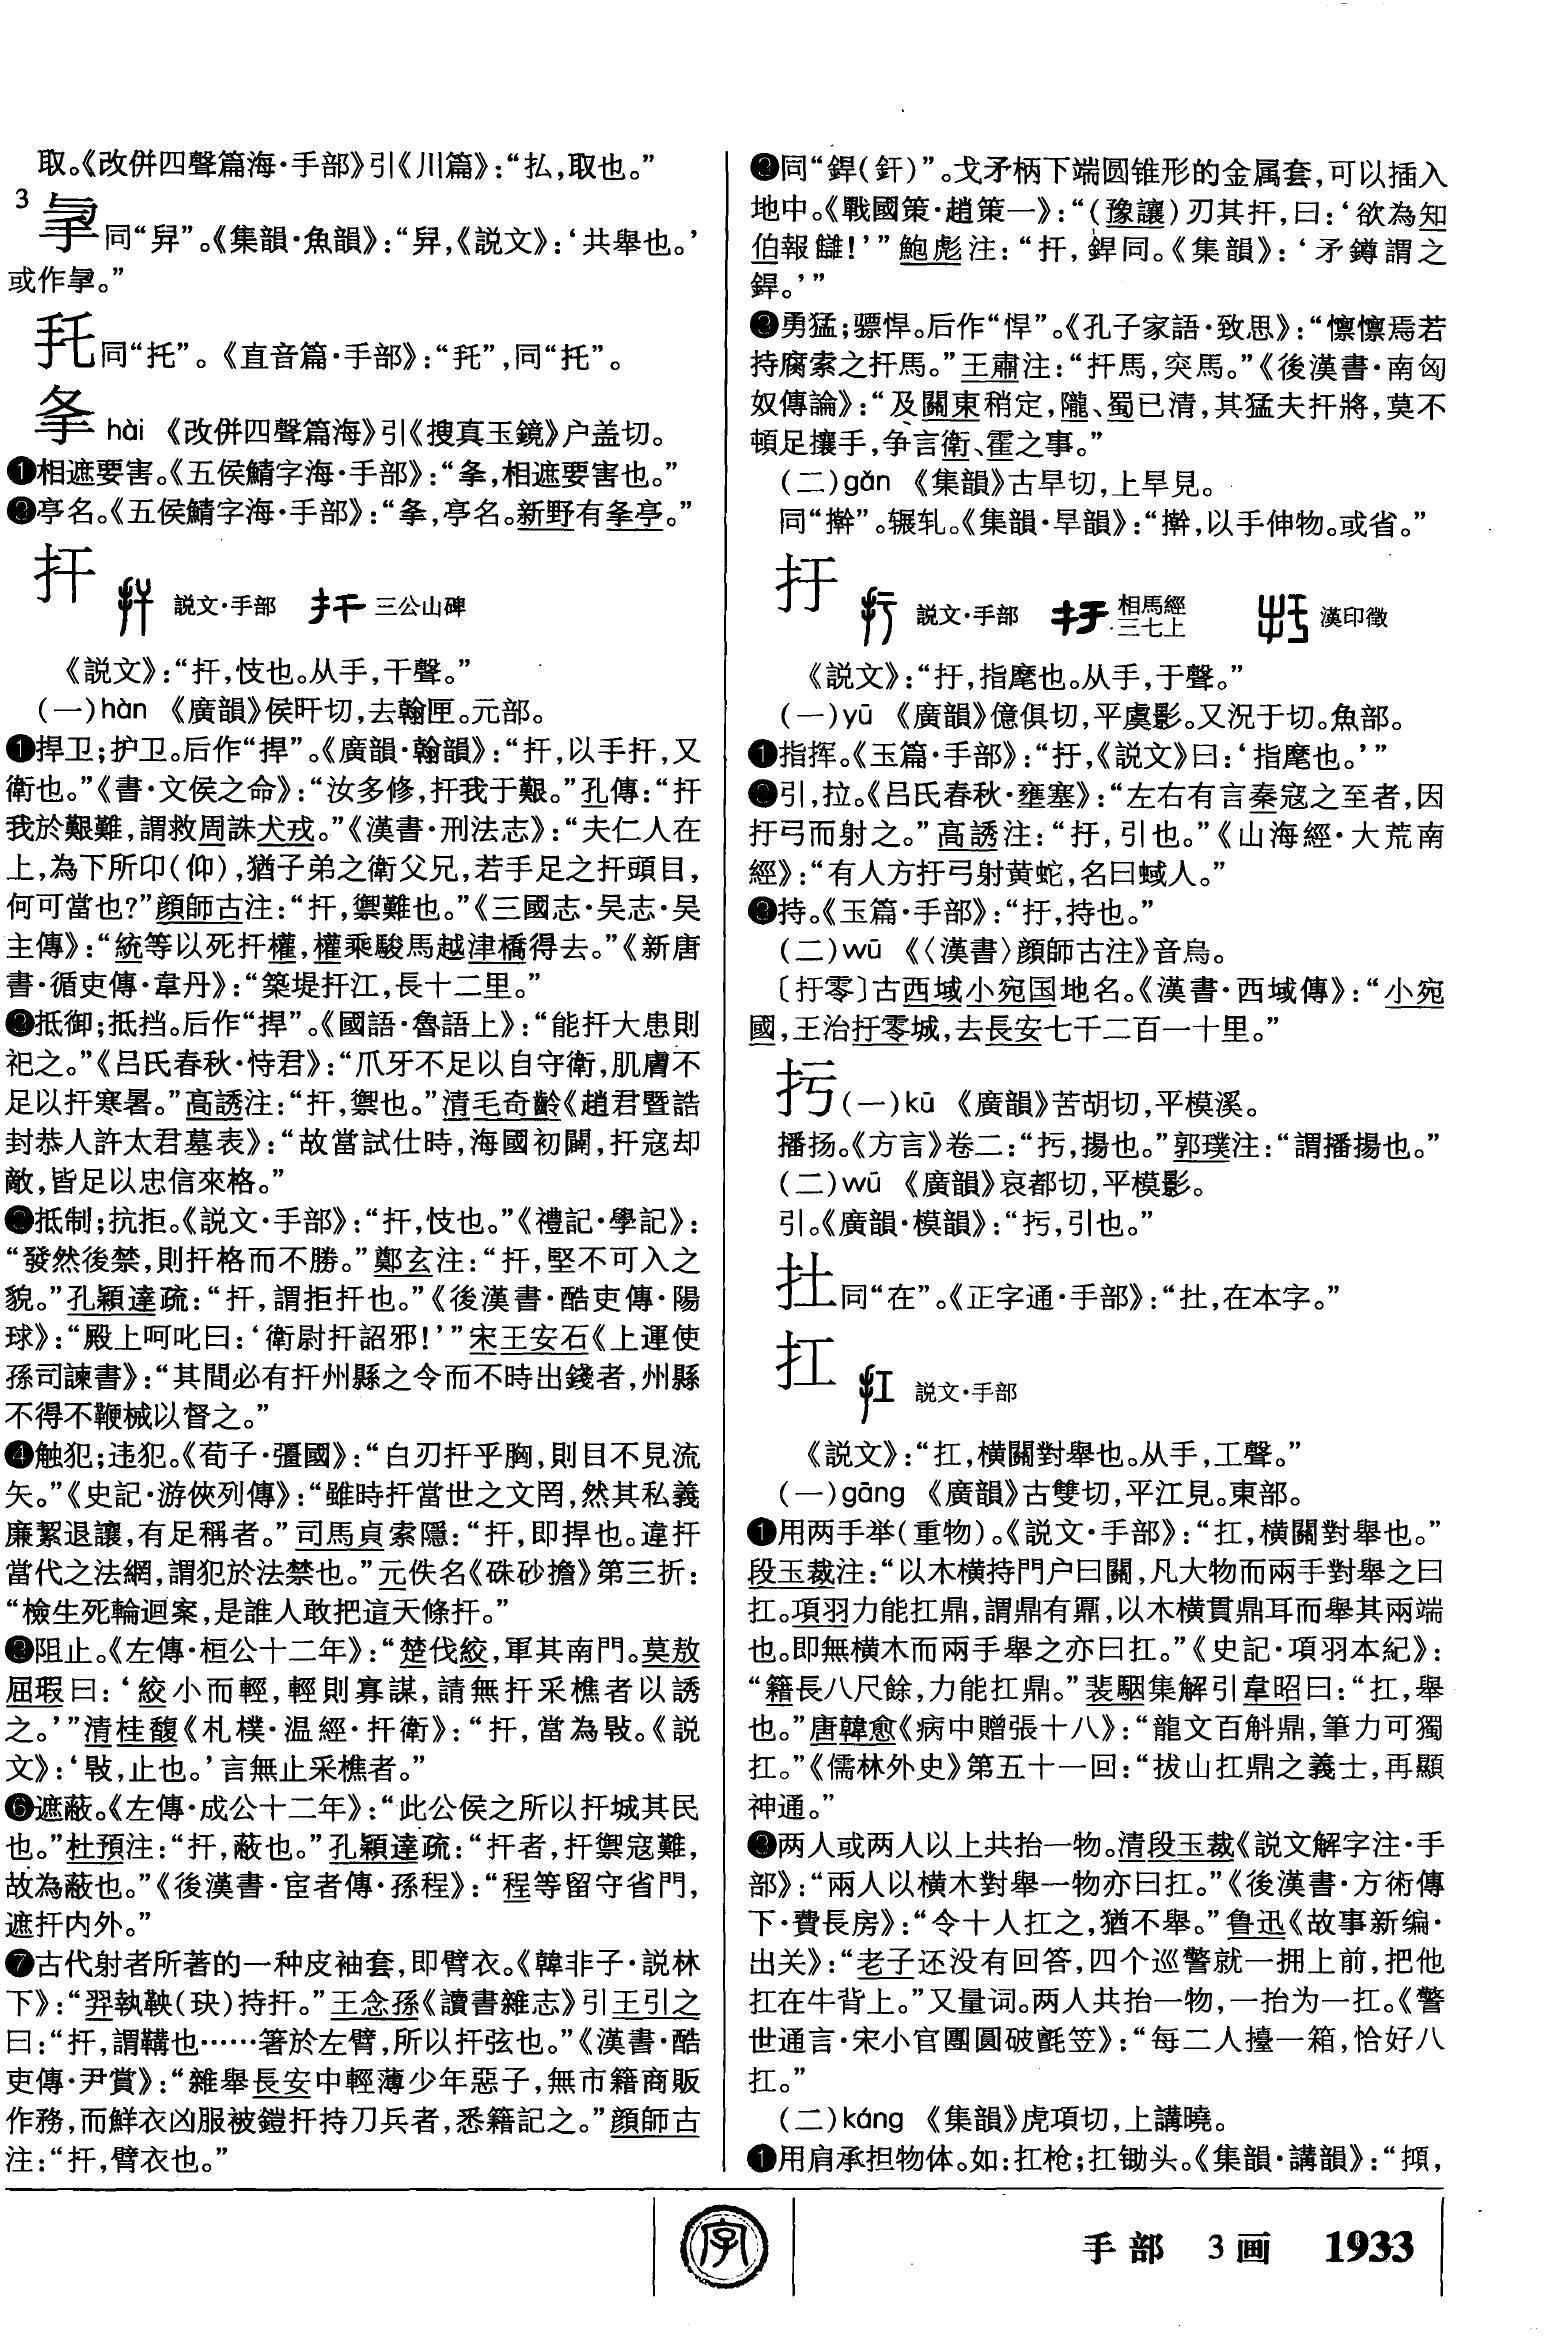 取。《改併四聲篇海·手部》引《川篇》：“払，取也。”
3
同“舁”。《集韻·魚韻》：“舁，《説文》：‘共舉也。’
或作。”
同“托”。《直音篇·手部》：“”，同“托”。
hài 《改併四聲篇海》引《搜真玉鏡》户盖切。
❶相遮要害。《五侯鯖字海·手部》：“，相遮要害也。”
❷亭名。《五侯鯖字海·手部》：“，亭名。新野有亭。”
扞
説文·手部 三公山碑
《説文》：“扞，忮也。从手，干聲。”
(一)hàn 《廣韻》侯旰切，去翰匣。元部。
❶捍卫；护卫。后作“捍”。《廣韻·翰韻》：“扞，以手扞，又
衛也。”《書·文侯之命》：“汝多修，扞我于艱。”孔傳：“扞
我於艱難，謂救周誅犬戎。”《漢書·刑法志》：“夫仁人在
上，為下所卬(仰)，猶子弟之衛父兄，若手足之扞頭目，
何可當也?”顔師古注：“扞，禦難也。”《三國志·吴志·吴
主傳》：“統等以死扞權，權乘駿馬越津橋得去。”《新唐
書·循吏傳·韋丹》：“築堤扞江，長十二里。”
❷抵御；抵挡。后作“捍”。《國語·魯語上》：“能扞大患則
祀之。”《吕氏春秋·恃君》：“爪牙不足以自守衛，肌膚不
足以扞寒暑。”高誘注：“扞，禦也。”清毛奇齡《趙君暨誥
封恭人許太君墓表》：“故當試仕時，海國初闢，扞寇却
敵，皆足以忠信來格。”
❸抵制；抗拒。《説文·手部》：“扞，忮也。”《禮記·學記》：
“發然後禁，則扞格而不勝。”鄭玄注：“扞，堅不可入之
貌。”孔穎達疏：“扞，謂拒扞也。”《後漢書·酷吏傳·陽
球》：“殿上呵叱曰：‘衛尉扞詔邪！’”宋王安石《上運使
孫司諫書》：“其間必有扞州縣之令而不時出錢者，州縣
不得不鞭械以督之。”
❹触犯；违犯。《荀子·彊國》：“白刃扞乎胸，則目不見流
矢。”《史記·游俠列傳》：“雖時扞當世之文罔，然其私義
廉絜退讓，有足稱者。”司馬貞索隱：“扞，即捍也。違扞
當代之法網，謂犯於法禁也。”元佚名《硃砂擔》第三折：
“檢生死輪迴案，是誰人敢把這天條扞。”
❺阻止。《左傳·桓公十二年》：“楚伐絞，軍其南門。莫敖
屈瑕曰：‘絞小而輕，輕則寡謀，請無扞采樵者以誘
之。’”清桂馥《札樸·温經·扞衛》：“扞，當為㪋。《説
文》：‘㪋，止也。’言無止采樵者。”
❻遮蔽。《左傳·成公十二年》：“此公侯之所以扞城其民
也。”杜預注：“扞，蔽也。”孔穎達疏：“扞者，扞禦寇難，
故為蔽也。”《後漢書·宦者傳·孫程》：“程等留守省門，
遮扞内外。”
❼古代射者所著的一种皮袖套，即臂衣。《韓非子·説林
下》：“羿執鞅(玦)持扞。”王念孫《讀書雜志》引王引之
曰：“扞，謂韝也……箸於左臂，所以扞弦也。”《漢書·酷
吏傳·尹賞》：“雜舉長安中輕薄少年惡子，無市籍商販
作務，而鮮衣凶服被鎧扞持刀兵者，悉籍記之。”顔師古
注：“扞，臂衣也。”
❽同“銲(釬)”。戈矛柄下端圆锥形的金属套，可以插入
地中。《戰國策·趙策一》：“(豫讓)刃其扞，曰：‘欲為知
伯報讎！’”鮑彪注：“扞，銲同。《集韻》：‘矛鐏謂之
銲。’”
❾勇猛；骠悍。后作“悍”。《孔子家語·致思》：“懍懍焉若
持腐索之扞馬。”王肅注：“扞馬，突馬。”《後漢書·南匈
奴傳論》：“及關東稍定，隴、蜀已清，其猛夫扞將，莫不
頓足攘手，争言衛、霍之事。”
(二)gǎn 《集韻》古旱切，上旱見。
同“擀”。辗轧。《集韻·旱韻》：“擀，以手伸物。或省。”
扜
説文·手部 相馬經三七上 漢印徵
《説文》：“扜，指麾也。从手，于聲。”
(一)yū 《廣韻》億俱切，平虞影。又況于切。魚部。
❶指挥。《玉篇·手部》：“扜，《説文》曰：‘指麾也。’”
❷引，拉。《吕氏春秋·壅塞》：“左右有言秦寇之至者，因
扜弓而射之。”高誘注：“扜，引也。”《山海經·大荒南
經》：“有人方扜弓射黄蛇，名曰蜮人。”
❸持。《玉篇·手部》：“扜，持也。”
(二)wū 《〈漢書〉顔師古注》音烏。
〔扜零〕古西域小宛国地名。《漢書·西域傳》：“小宛
國，王治扜零城，去長安七千二百一十里。”
扝(一)kū 《廣韻》苦胡切，平模溪。
播扬。《方言》卷二：“扝，揚也。”郭璞注：“謂播揚也。”
(二)wū 《廣韻》哀都切，平模影。
引。《廣韻·模韻》：“扝，引也。”
扗同“在”。《正字通·手部》：“扗，在本字。”
扛
説文·手部
《説文》：“扛，横關對舉也。从手，工聲。”
(一)gāng 《廣韻》古雙切，平江見。東部。
❶用两手举(重物)。《説文·手部》：“扛，横關對舉也。”
段玉裁注：“以木横持門户曰關，凡大物而兩手對舉之曰
扛。項羽力能扛鼎，謂鼎有鼏，以木横貫鼎耳而舉其兩端
也。即無横木而兩手舉之亦曰扛。”《史記·項羽本紀》：
“籍長八尺餘，力能扛鼎。”裴駰集解引韋昭曰：“扛，舉
也。”唐韓愈《病中贈張十八》：“龍文百斛鼎，筆力可獨
扛。”《儒林外史》第五十一回：“拔山扛鼎之義士，再顯
神通。”
❷两人或两人以上共抬一物。清段玉裁《説文解字注·手
部》：“兩人以横木對舉一物亦曰扛。”《後漢書·方術傳
下·費長房》：“令十人扛之，猶不舉。”鲁迅《故事新编·
出关》：“老子还没有回答，四个巡警就一拥上前，把他
扛在牛背上。”又量词。两人共抬一物，一抬为一扛。《警
世通言·宋小官團圓破氈笠》：“每二人擡一箱，恰好八
扛。”
(二)káng 《集韻》虎項切，上講曉。
❶用肩承担物体。如：扛枪；扛锄头。《集韻·講韻》：“摃，
字
手部 3画 1933